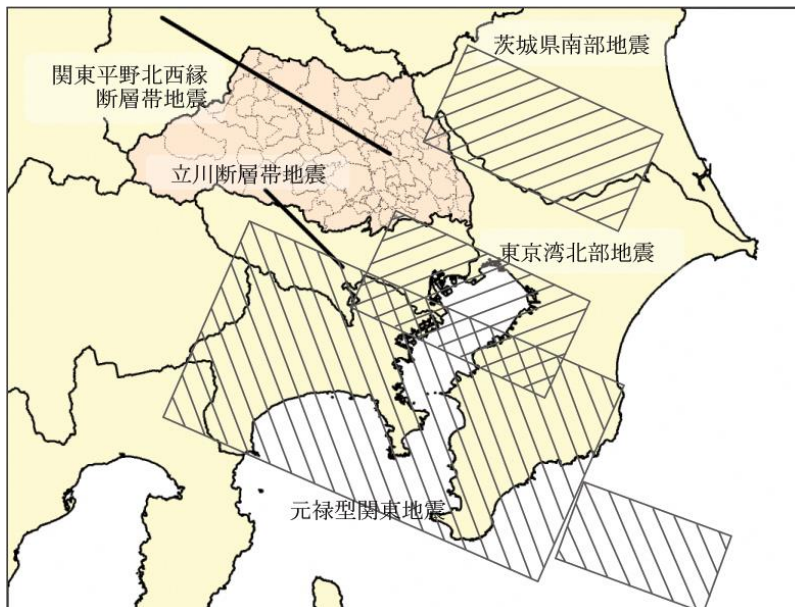 茨城県南部地震
関東平野北西縁
断層帯地震
立川断層帯地震
東京湾北部地震
元禄型関東地震